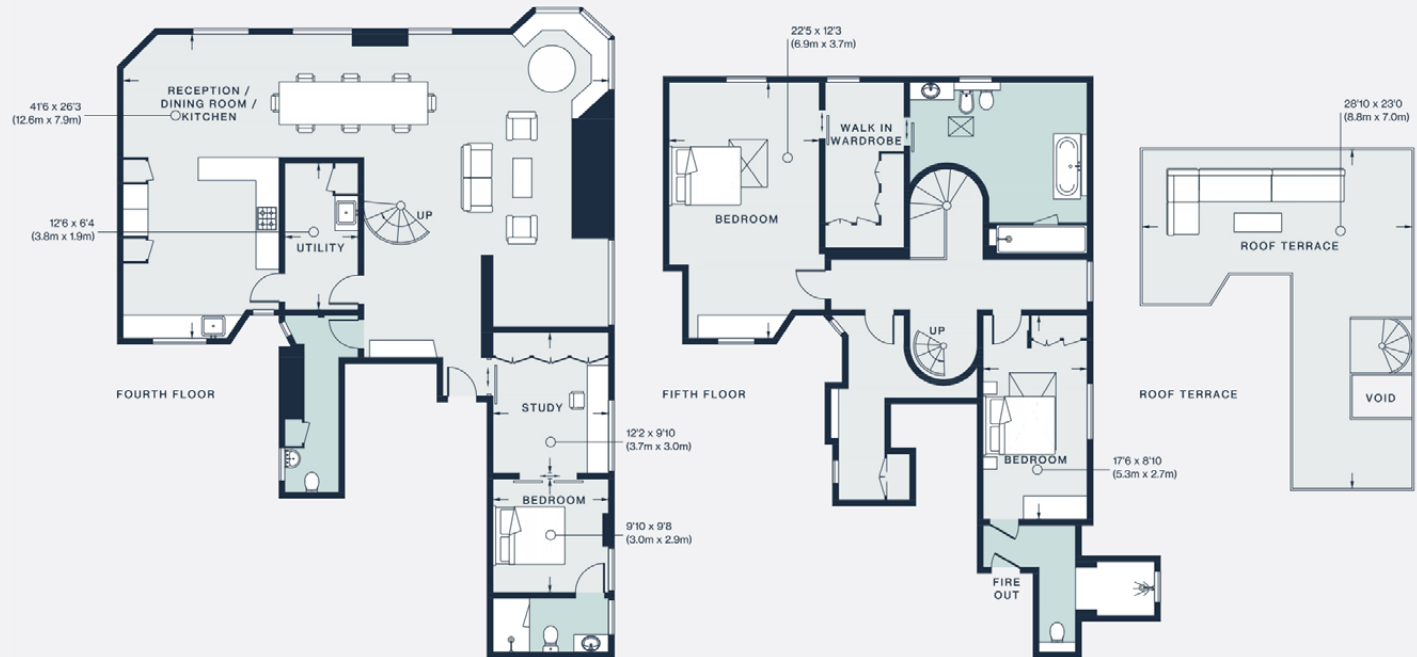 41'6 x 26'3
(12.6m x 7.9m)
RECEPTION /
DINING ROOM /
KITCHEN
12'6 x 6'4
(3.8m x 1.9m)
UTILITY
UP
FOURTH FLOOR
STUDY
12'2 x 9'10
(3.7m x 3.0m)
BEDROOM
9'10 x 9'8
(3.0m x 2.9m)
22'5 x 12'3
(6.9m x 3.7m)
WALK IN
WARDROBE
BEDROOM
UP
FIFTH FLOOR
BEDROOM
17'6 x 8'10
(5.3m x 2.7m)
FIRE
OUT
28'10 x 23'0
(8.8m x 7.0m)
ROOF TERRACE
ROOF TERRACE
VOID